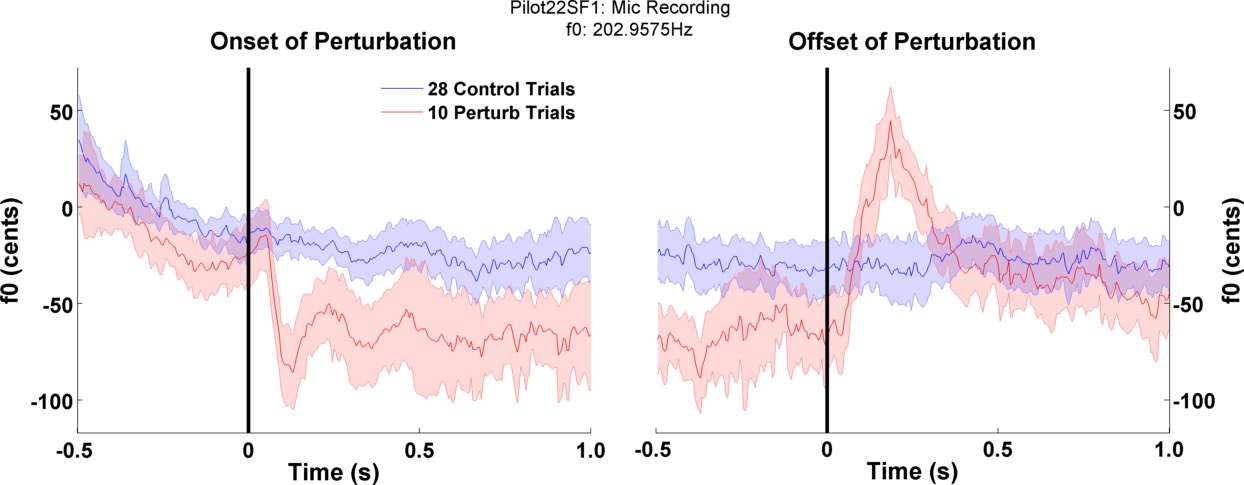 Pilot22SF1: Mic Recording
f0: 202.9575Hz
Onset of Perturbation
Offset of Perturbation
28 Control Trials
10 Perturb Trials
f0 (cents)
50
0
-50
-100
-0.5
0
0.5
1.0
Time (s)
50
0
-50
-100
f0 (cents)
-0.5
0
0.5
1.0
Time (s)